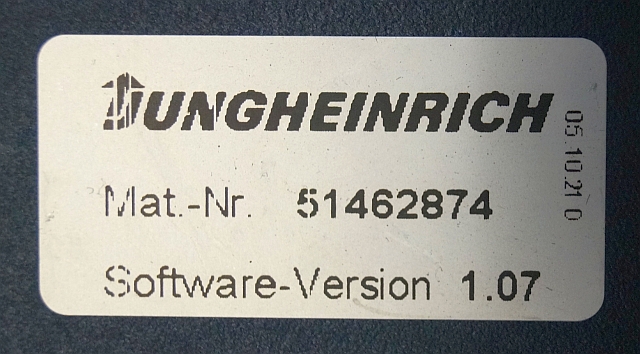 JUNGHEINRICH
05.10.21 0
Mat.-Nr. 51462874
Software-Version 1.07